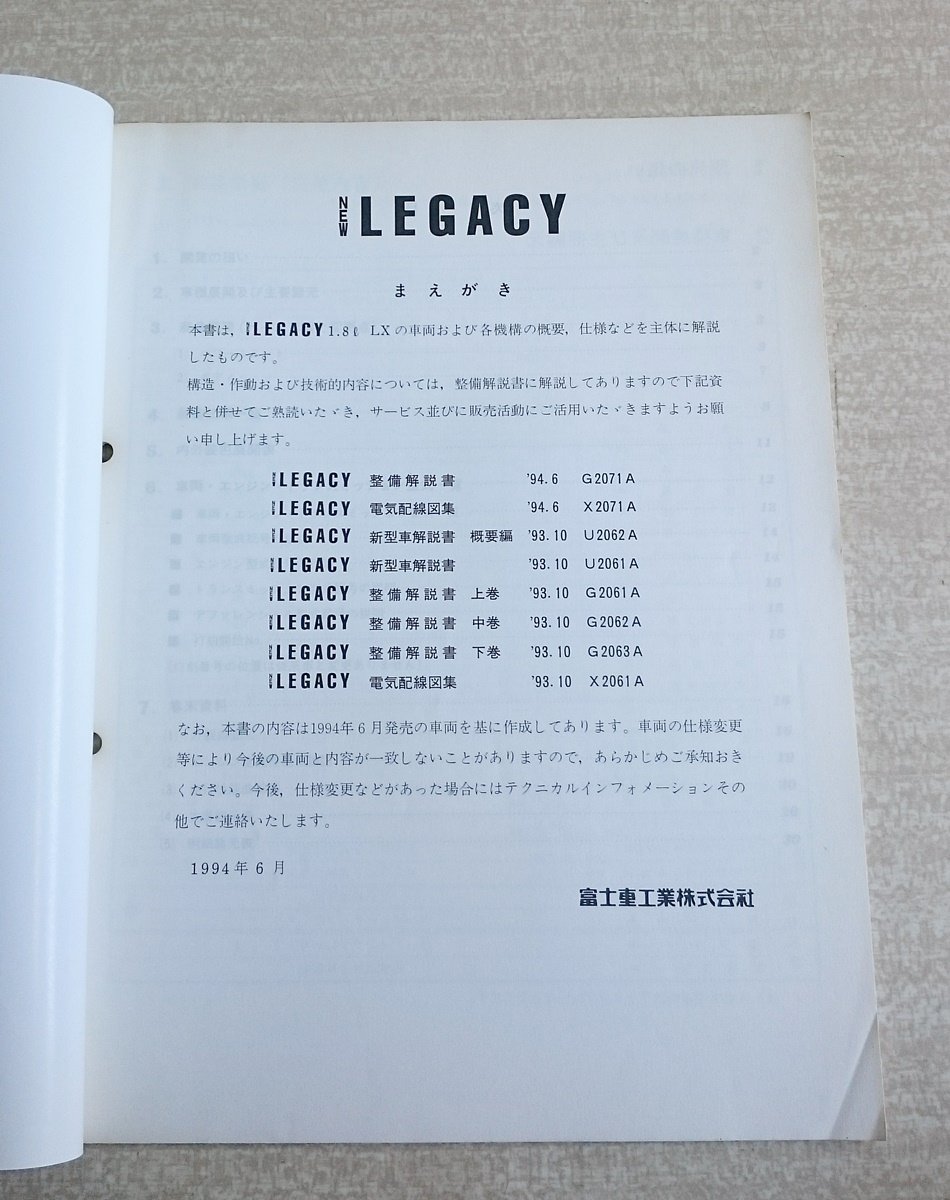 NEW LEGACY
まえがき
本書は，NEW LEGACY 1.8ℓ LXの車両および各機構の概要，仕様などを主体に解説
したものです。
構造・作動および技術的内容については，整備解説書に解説してありますので下記資
料と併せてご熟読いたゞき，サービス並びに販売活動にご活用いたゞきますようお願
い申し上げます。
NEW LEGACY 整備解説書 '94.6 G2071A
NEW LEGACY 電気配線図集 '94.6 X2071A
NEW LEGACY 新型車解説書 概要編 '93.10 U2062A
NEW LEGACY 新型車解説書 '93.10 U2061A
NEW LEGACY 整備解説書 上巻 '93.10 G2061A
NEW LEGACY 整備解説書 中巻 '93.10 G2062A
NEW LEGACY 整備解説書 下巻 '93.10 G2063A
NEW LEGACY 電気配線図集 '93.10 X2061A
なお，本書の内容は1994年6月発売の車両を基に作成してあります。車両の仕様変更
等により今後の車両と内容が一致しないことがありますので，あらかじめご承知おき
ください。今後，仕様変更などがあった場合にはテクニカルインフォメーションその
他でご連絡いたします。
1994年6月
富士重工業株式会社